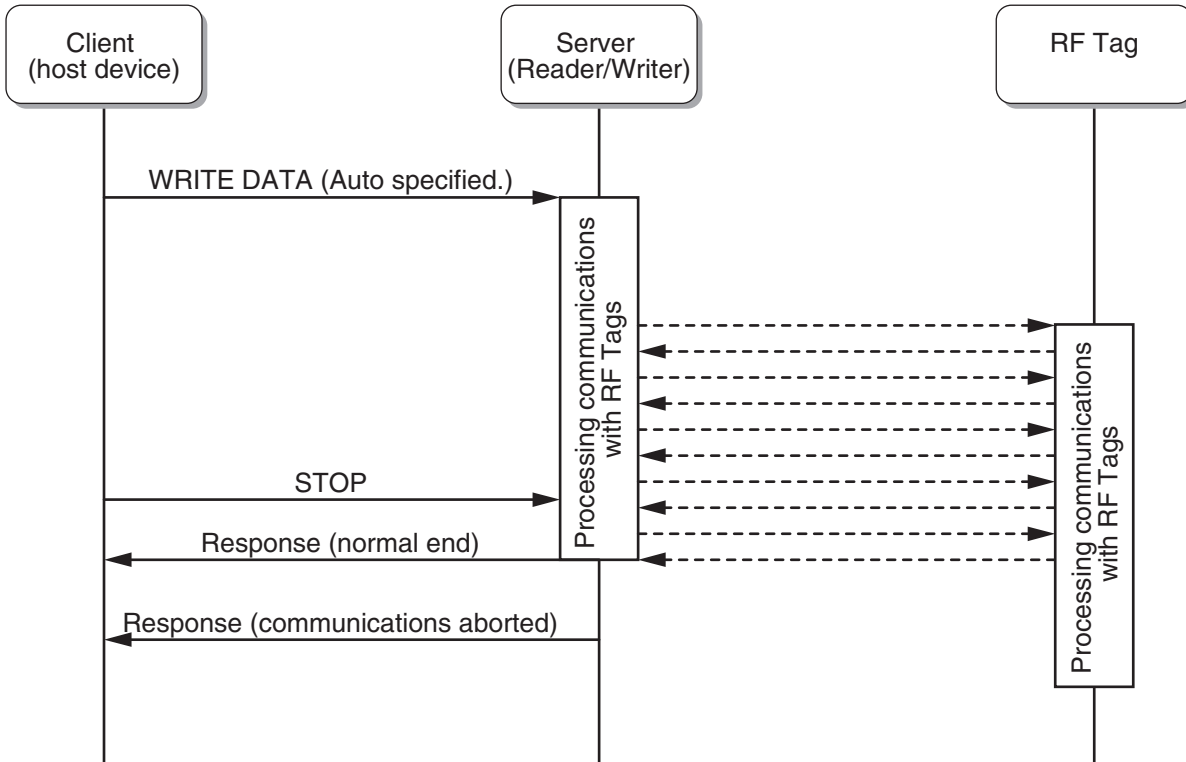 Client
(host device)
Server
(Reader/Writer)
RF Tag
WRITE DATA (Auto specified.)
Processing communications
with RF Tags
STOP
Response (normal end)
Response (communications aborted)
Processing communications
with RF Tags